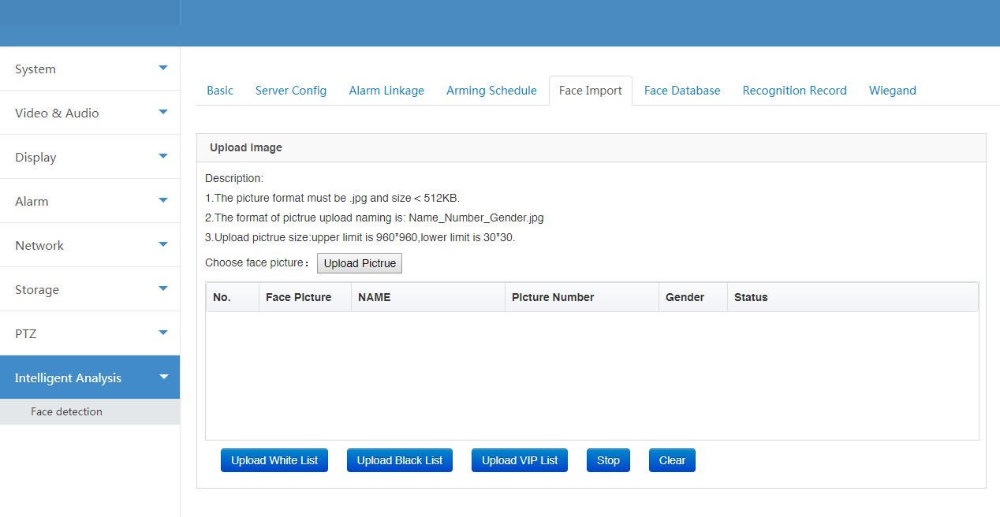 System
Video & Audio
Display
Alarm
Network
Storage
PTZ
Intelligent Analysis
Face detection
Basic Server Config Alarm Linkage Arming Schedule Face Import Face Database Recognition Record Wiegand
Upload Image
Description:
1.The picture format must be .jpg and size < 512KB.
2.The format of pictrue upload naming is: Name_Number_Gender.jpg
3.Upload pictrue size:upper limit is 960*960,lower limit is 30*30.
Choose face picture： Upload Pictrue
No. Face Picture NAME Picture Number Gender Status
Upload White List Upload Black List Upload VIP List Stop Clear